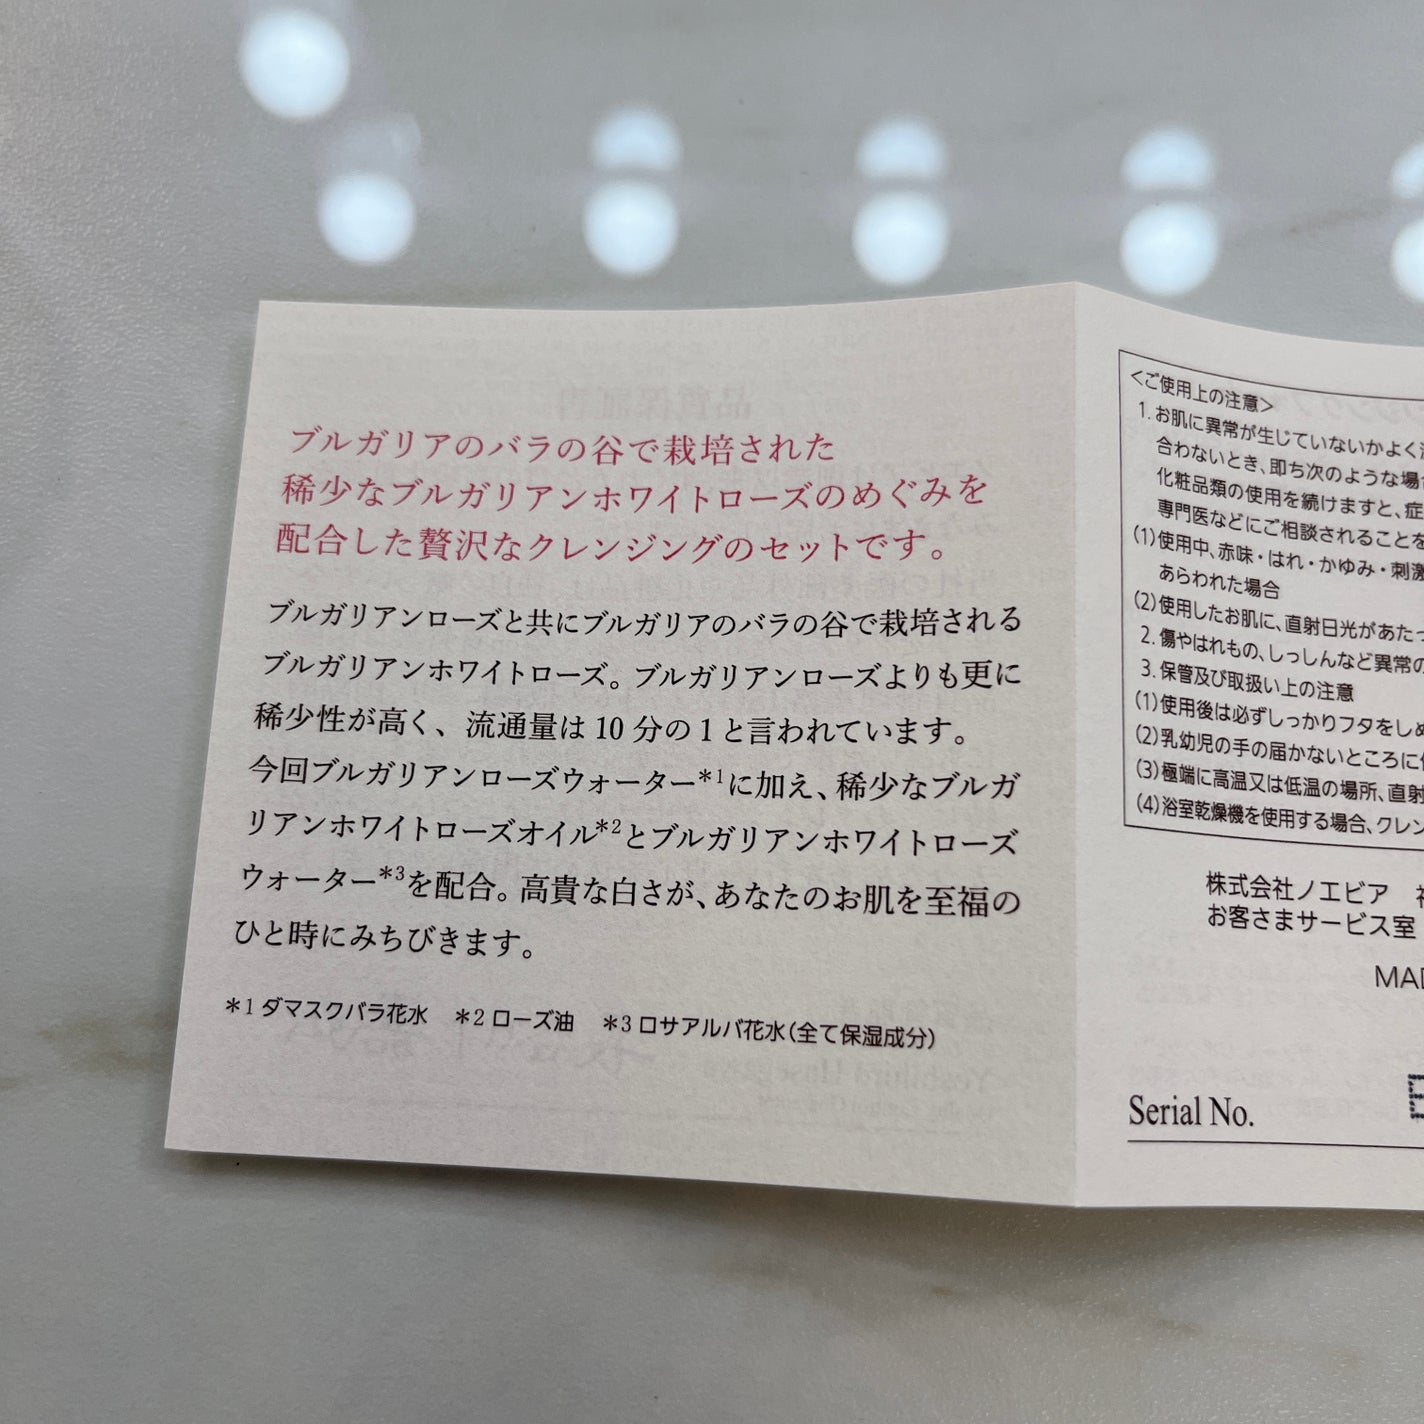 ブルガリアのバラの谷で栽培された
稀少なブルガリアンホワイトローズのめぐみを
配合した贅沢なクレンジングのセットです。
ブルガリアンローズと共にブルガリアのバラの谷で栽培される
ブルガリアンホワイトローズ。ブルガリアンローズよりも更に
稀少性が高く、流通量は10分の1と言われています。
今回ブルガリアンローズウォーター*1に加え、稀少なブルガ
リアンホワイトローズオイル*2とブルガリアンホワイトローズ
ウォーター*3を配合。高貴な白さが、あなたのお肌を至福の
ひと時にみちびきます。
*1 ダマスクバラ花水 *2 ローズ油 *3 ロサアルバ花水(全て保湿成分)
<ご使用上の注意>
1. お肌に異常が生じていないかよく
合わないとき、即ち次のような場
化粧品類の使用を続けますと、症
専門医などにご相談されることを
(1)使用中、赤味・はれ・かゆみ・刺激
あらわれた場合
(2)使用したお肌に、直射日光があたっ
2. 傷やはれもの、しっしんなど異常の
3. 保管及び取扱い上の注意
(1)使用後は必ずしっかりフタをしめ
(2)乳幼児の手の届かないところに
(3)極端に高温又は低温の場所、直射
(4)浴室乾燥機を使用する場合、クレン
株式会社ノエビア
お客さまサービス室
Serial No.